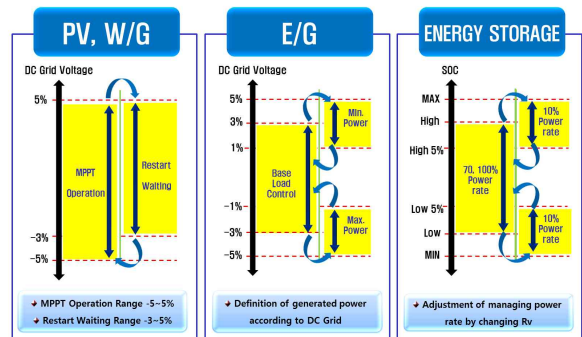 PV, W/G
DC Grid Voltage
5%
MPPT
Operation
Restart
Waiting
-3%
-5%
MPPT Operation Range -5~5%
Restart Waiting Range -3~5%
E/G
DC Grid Voltage
5%
3%
1%
Min.
Power
Base
Load
Control
-1%
-3%
-5%
Max.
Power
Definition of generated power
according to DC Grid
ENERGY STORAGE
SOC
MAX
High
High 5%
10%
Power
rate
70, 100%
Power
rate
Low 5%
Low
MIN
10%
Power
rate
Adjustment of managing power
rate by changing Rv